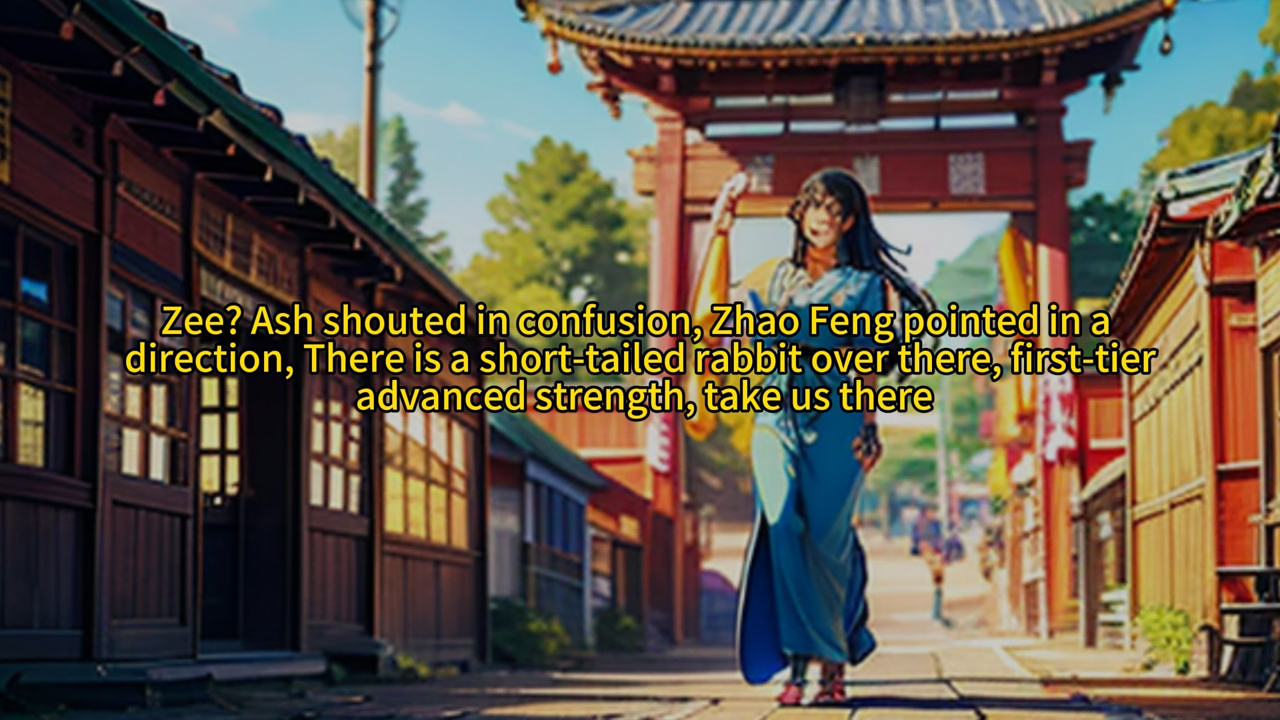 Zee? Ash shouted in confusion, Zhao Feng pointed in a
direction, There is a short-tailed rabbit over there, first-tier
advanced strength, take us there